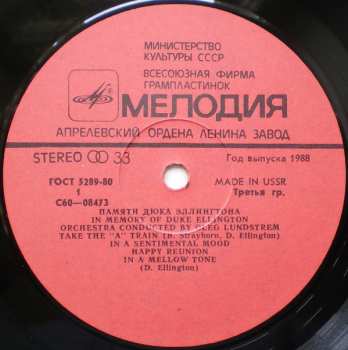 МИНИСТЕРСТВО
КУЛЬТУРЫ СССР
ВСЕСОЮЗНАЯ ФИРМА
ГРАМПЛАСТИНОК
МЕЛОДИЯ
АПРЕЛЕВСКИЙ ОРДЕНА ЛЕНИНА ЗАВОД
STEREO 33
Год выпуска 1988
ГОСТ 5289-80
MADE IN USSR
1
Третья гр.
С60—08473
ПАМЯТИ ДЮКА ЭЛЛИНГТОНА
IN MEMORY OF DUKE ELLINGTON
ORCHESTRA CONDUCTED BY OLEG LUNDSTREM
TAKE THE "A" TRAIN (B. Strayhorn, D. Ellington)
IN A SENTIMENTAL MOOD
HAPPY REUNION
IN A MELLOW TONE
(D. Ellington)